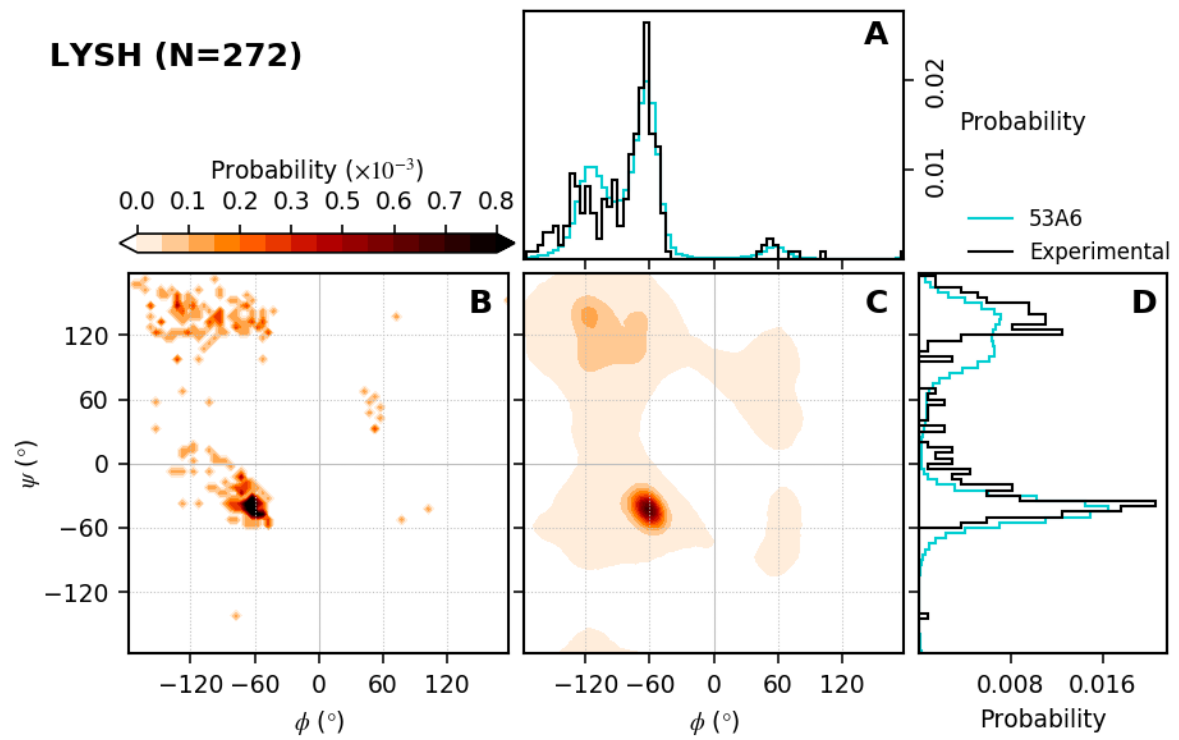 LYSH (N=272)
A
0.02
0.01
Probability
53A6
Experimental
Probability (×10⁻³)
0.0 0.1 0.2 0.3 0.4 0.5 0.6 0.7 0.8
B
C
D
120
60
0
−60
−120
ψ (°)
−120 −60 0 60 120
ϕ (°)
−120 −60 0 60 120
ϕ (°)
0.008 0.016
Probability